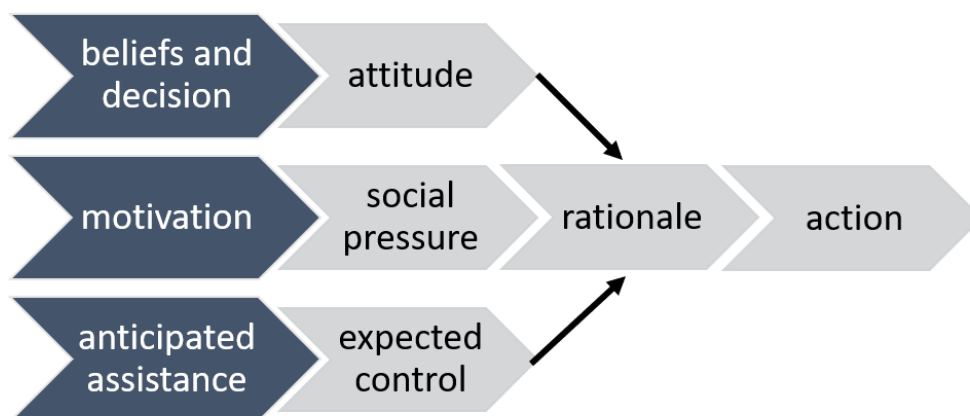 beliefs and
decision
attitude
motivation
social
pressure
rationale
action
anticipated
assistance
expected
control